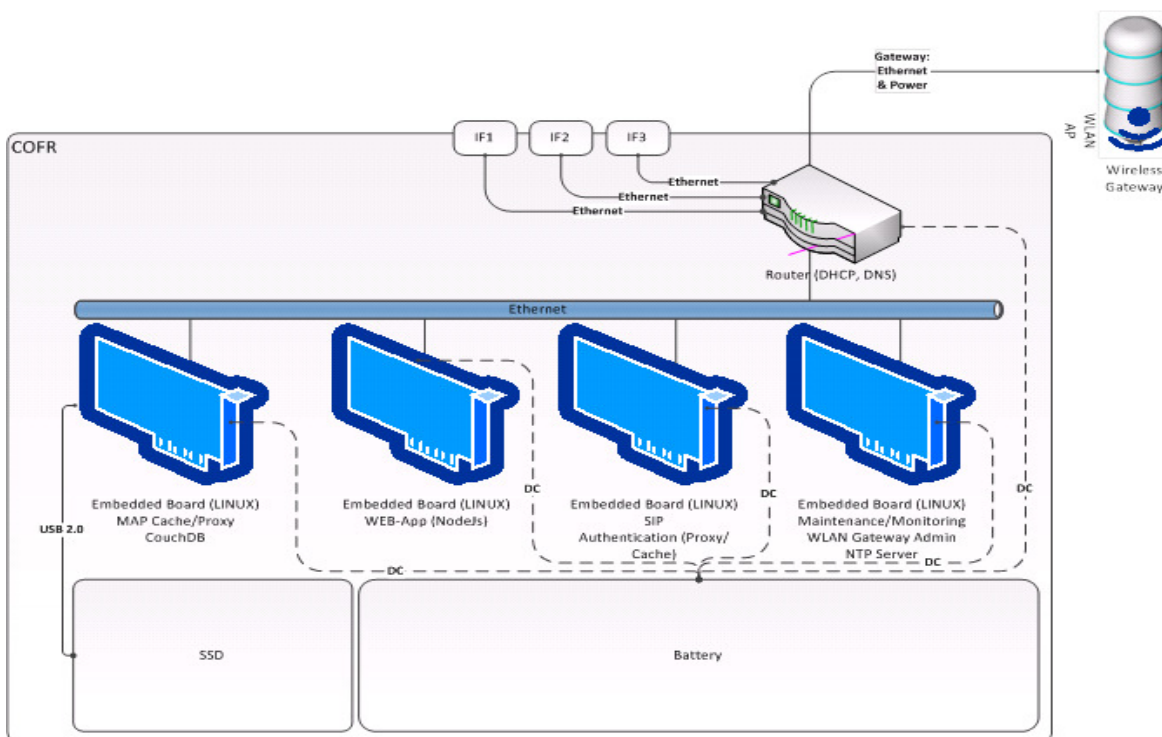 Gateway:
Ethernet
& Power
WLAN
AP
Wireless
Gateway
COFR
IF1
IF2
IF3
Ethernet
Ethernet
Ethernet
Router (DHCP, DNS)
Ethernet
Embedded Board (LINUX)
MAP Cache/Proxy
CouchDB
Embedded Board (LINUX)
WEB-App (NodeJs)
Embedded Board (LINUX)
SIP
Authentication (Proxy/
Cache)
Embedded Board (LINUX)
Maintenance/Monitoring
WLAN Gateway Admin
NTP Server
USB 2.0
DC
DC
DC
DC
DC
SSD
Battery